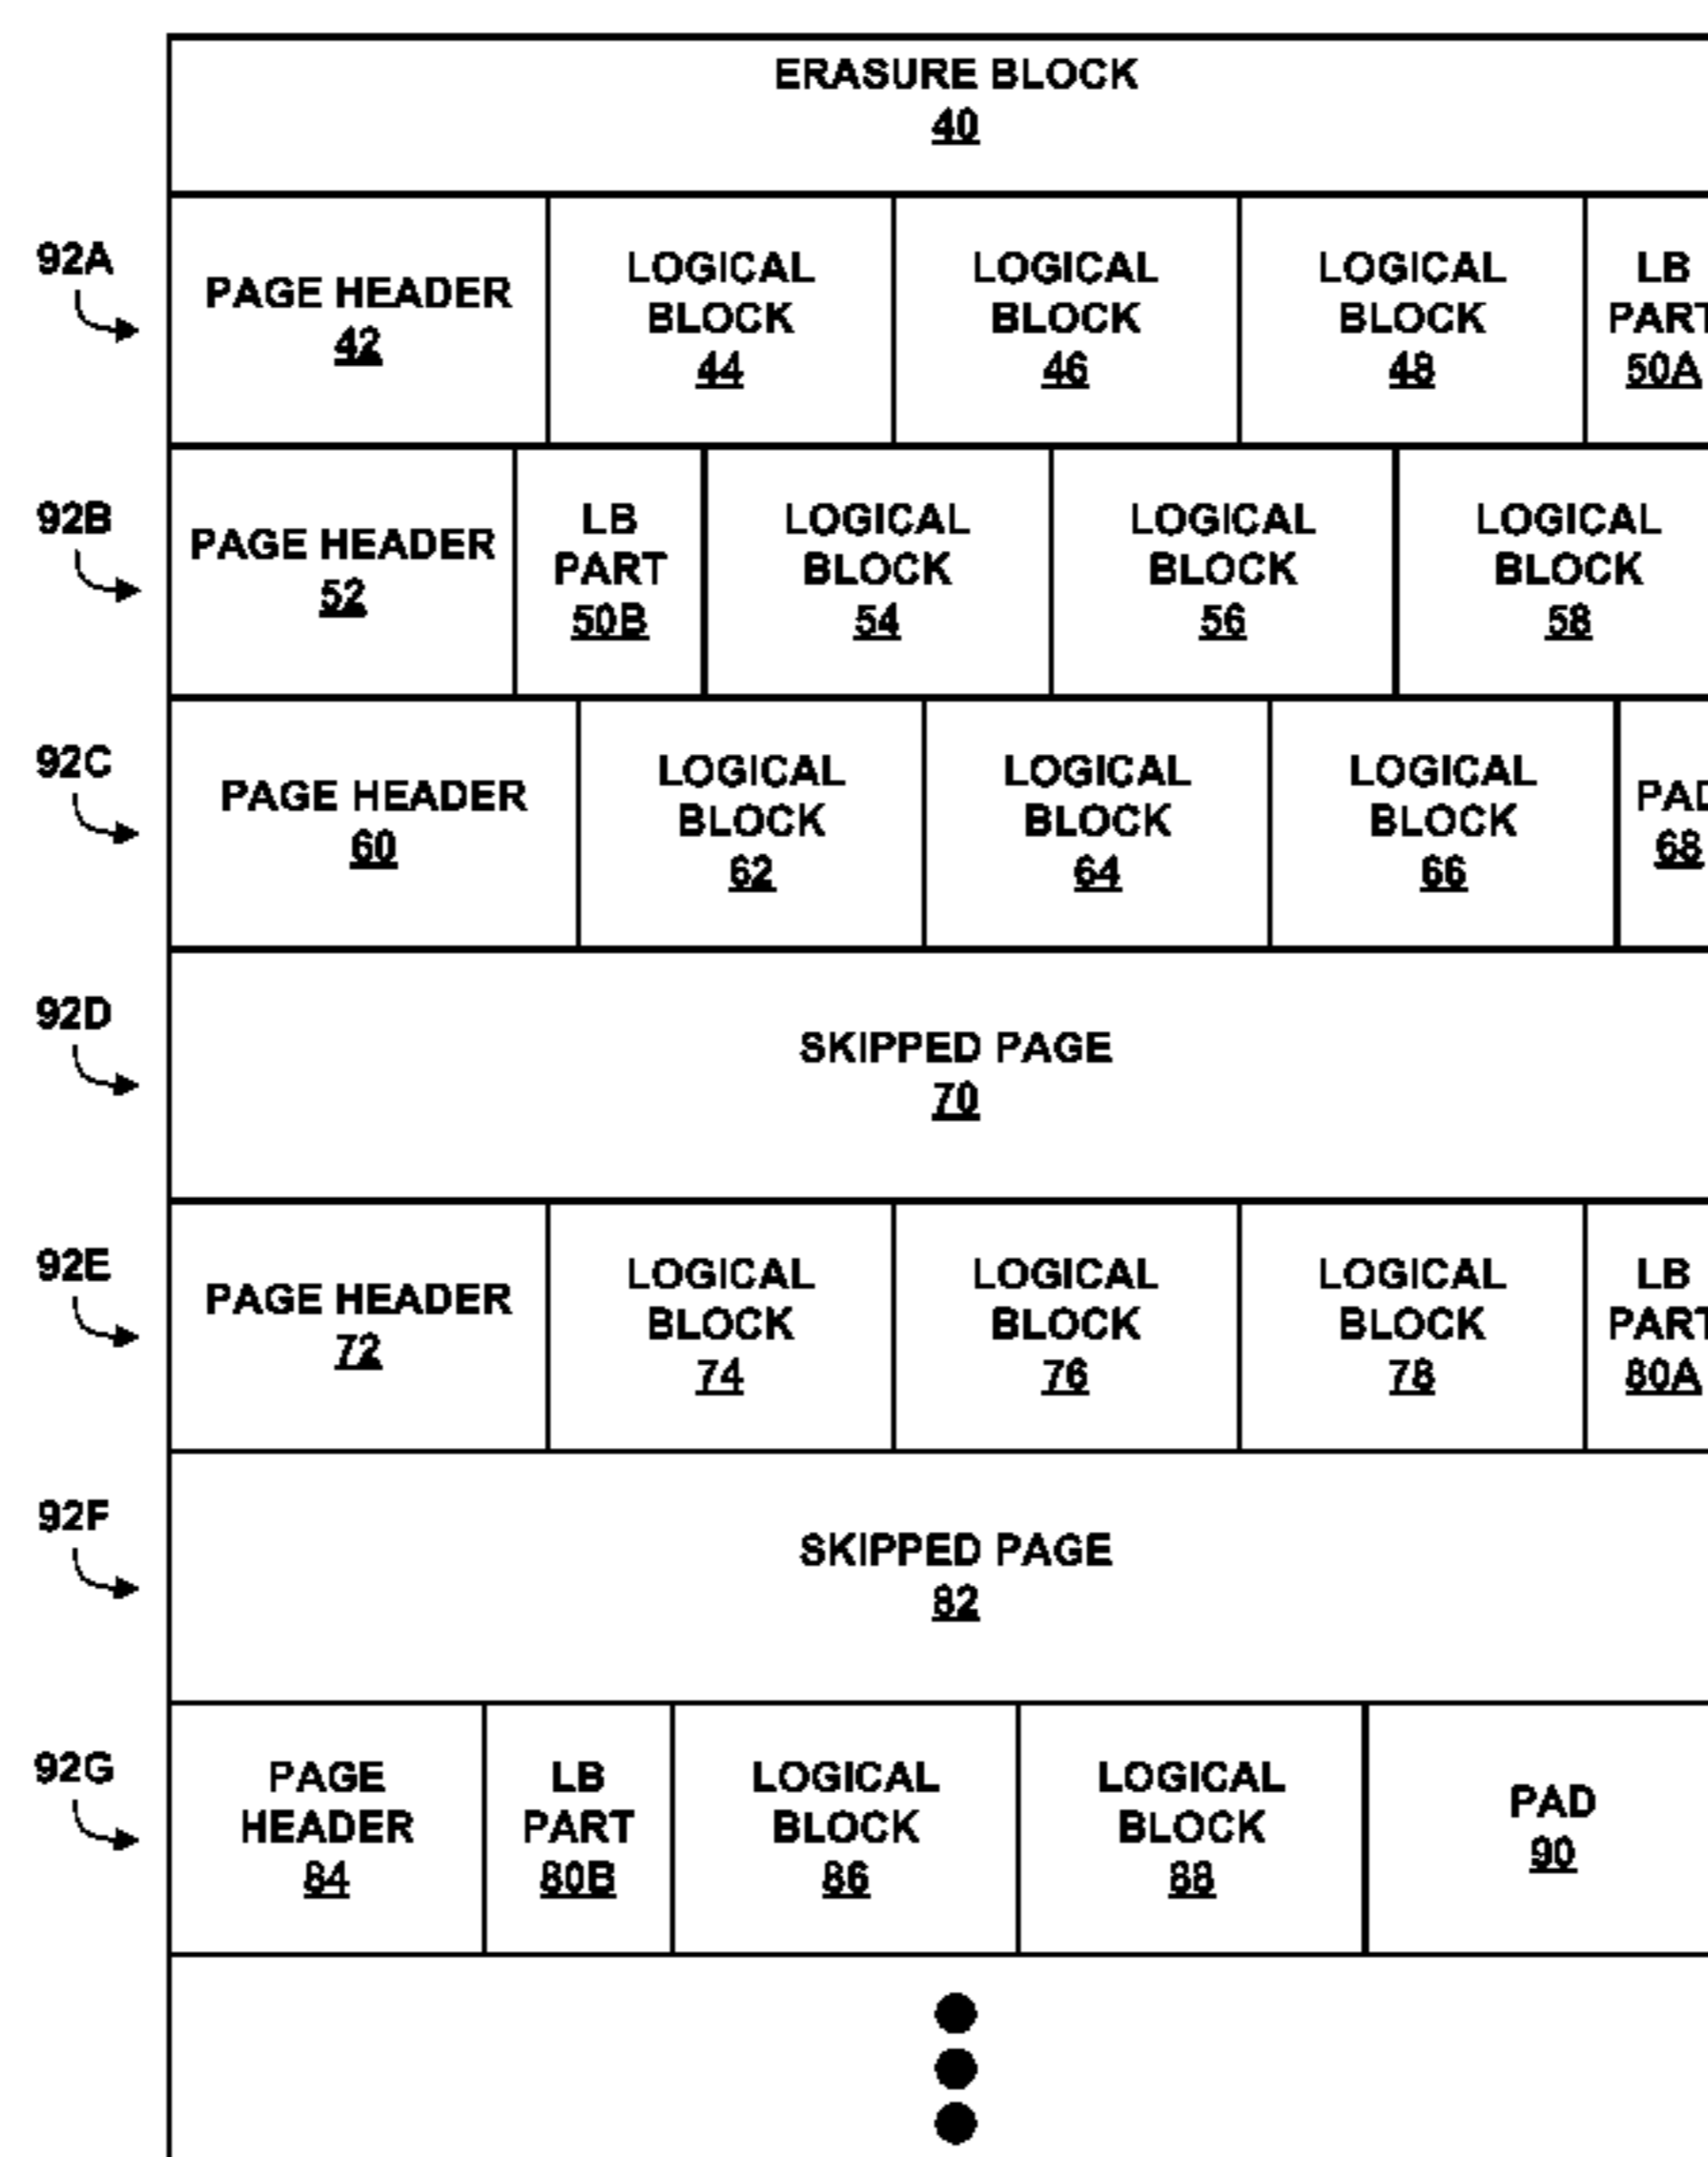 ERASURE BLOCK
40
92A
PAGE HEADER
42
LOGICAL
BLOCK
44
LOGICAL
BLOCK
46
LOGICAL
BLOCK
48
LB
PART
50A
92B
PAGE HEADER
52
LB
PART
50B
LOGICAL
BLOCK
54
LOGICAL
BLOCK
56
LOGICAL
BLOCK
58
92C
PAGE HEADER
60
LOGICAL
BLOCK
62
LOGICAL
BLOCK
64
LOGICAL
BLOCK
66
PAD
68
92D
SKIPPED PAGE
70
92E
PAGE HEADER
72
LOGICAL
BLOCK
74
LOGICAL
BLOCK
76
LOGICAL
BLOCK
78
LB
PART
80A
92F
SKIPPED PAGE
82
92G
PAGE
HEADER
84
LB
PART
80B
LOGICAL
BLOCK
86
LOGICAL
BLOCK
88
PAD
90